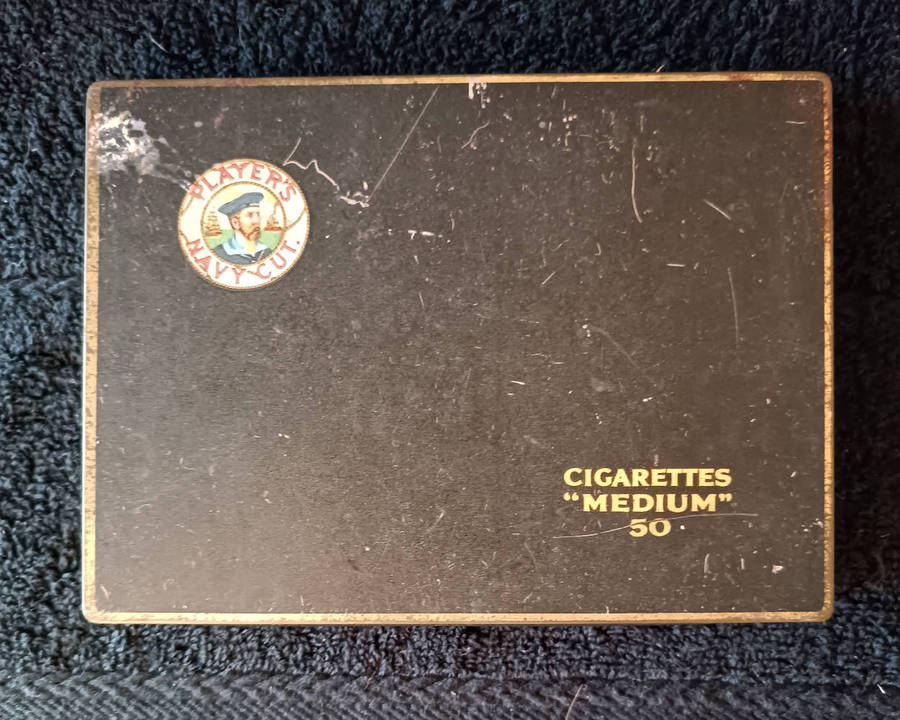 PLAYER'S
NAVY CUT.
CIGARETTES
“MEDIUM”
50